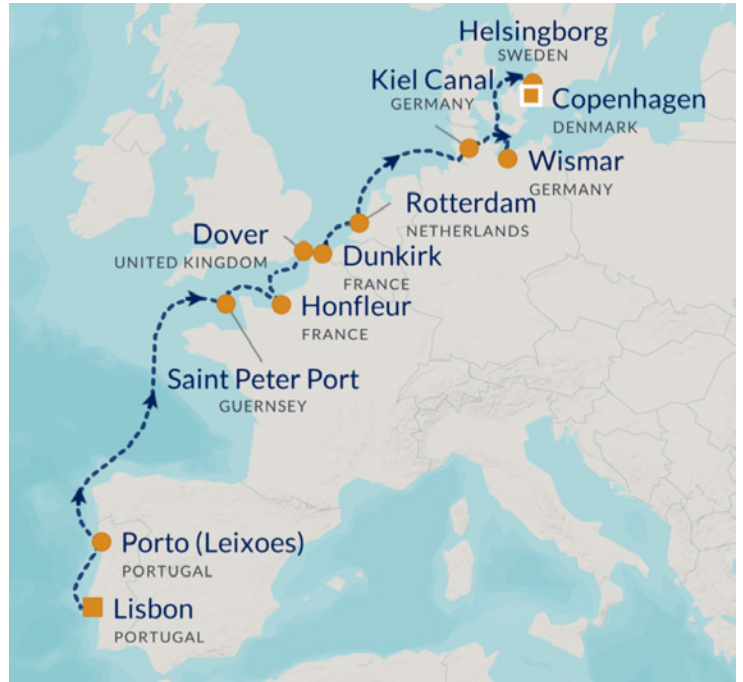 Helsingborg
SWEDEN
Kiel Canal
GERMANY
Copenhagen
DENMARK
Wismar
GERMANY
Rotterdam
NETHERLANDS
Dover
UNITED KINGDOM
Dunkirk
FRANCE
Honfleur
FRANCE
Saint Peter Port
GUERNSEY
Porto (Leixoes)
PORTUGAL
Lisbon
PORTUGAL